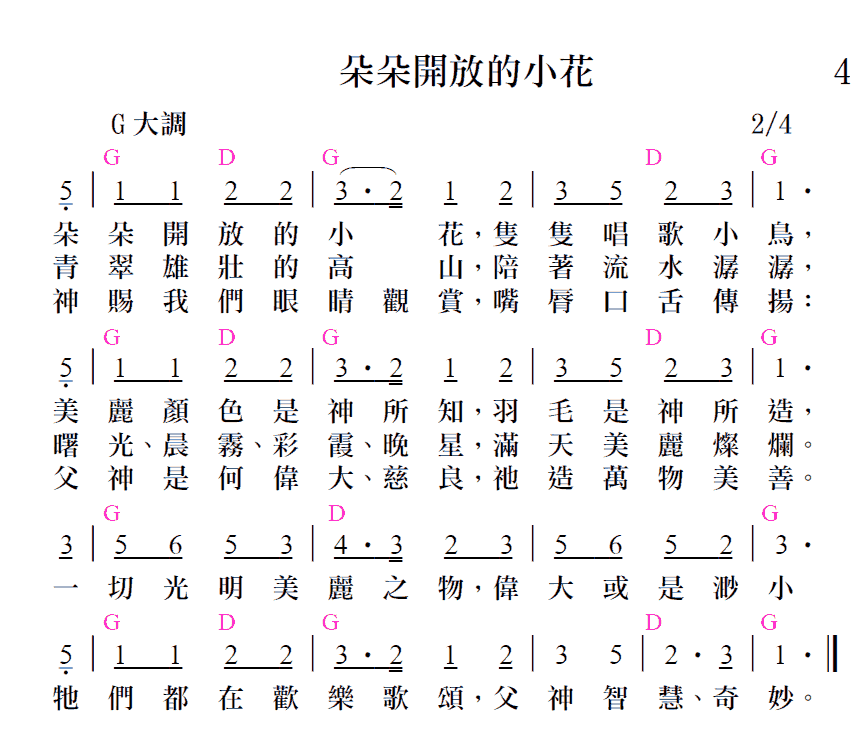 朵朵開放的小花 4
G 大調 2/4
G D G D G
5 | 1 1 2 2 | 3 · 2 1 2 | 3 5 2 3 | 1 ·
朵 朵 開 放 的 小 花，隻 隻 唱 歌 小 鳥，
青 翠 雄 壯 的 高 山，陪 著 流 水 潺 潺，
神 賜 我 們 眼 睛 觀 賞，嘴 唇 口 舌 傳 揚：
G D G D G
5 | 1 1 2 2 | 3 · 2 1 2 | 3 5 2 3 | 1 ·
美 麗 顏 色 是 神 所 知，羽 毛 是 神 所 造，
曙 光、晨 霧、彩 霞、晚 星，滿 天 美 麗 燦 爛。
父 神 是 何 偉 大、慈 良，祂 造 萬 物 美 善。
G D G
3 | 5 6 5 3 | 4 · 3 2 3 | 5 6 5 2 | 3 ·
一 切 光 明 美 麗 之 物，偉 大 或 是 渺 小
G D G D G
5 | 1 1 2 2 | 3 · 2 1 2 | 3 5 | 2 · 3 | 1 · ‖
牠 們 都 在 歡 樂 歌 頌，父 神 智 慧、奇 妙。